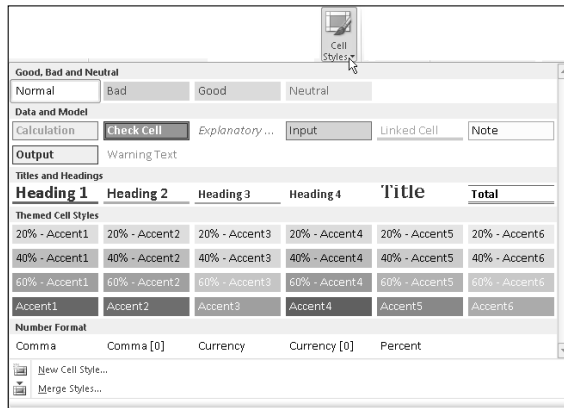 Cell
Styles
Good, Bad and Neutral
Normal Bad Good Neutral
Data and Model
Calculation Check Cell Explanatory ... Input Linked Cell Note
Output Warning Text
Titles and Headings
Heading 1 Heading 2 Heading 3 Heading 4 Title Total
Themed Cell Styles
20% - Accent1 20% - Accent2 20% - Accent3 20% - Accent4 20% - Accent5 20% - Accent6
40% - Accent1 40% - Accent2 40% - Accent3 40% - Accent4 40% - Accent5 40% - Accent6
60% - Accent1 60% - Accent2 60% - Accent3 60% - Accent4 60% - Accent5 60% - Accent6
Accent1 Accent2 Accent3 Accent4 Accent5 Accent6
Number Format
Comma Comma [0] Currency Currency [0] Percent
New Cell Style...
Merge Styles...